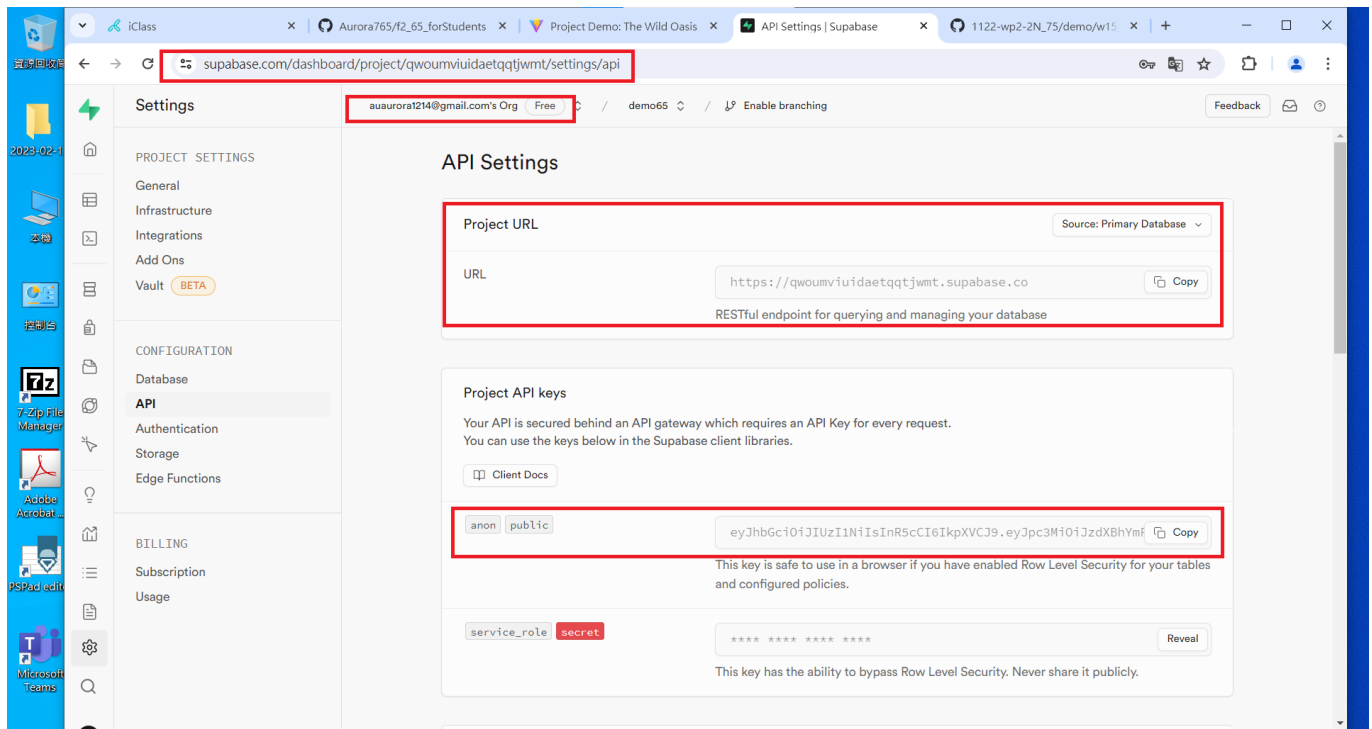 資源回收筒
2023-02-1
本機
控制台
7-Zip File
Manager
Adobe
Acrobat ...
PSPad edit
Microsoft
Teams
iClass
Aurora765/f2_65_forStudents
Project Demo: The Wild Oasis
API Settings | Supabase
1122-wp2-2N_75/demo/w15
supabase.com/dashboard/project/qwoumviuidaetqqtjwmt/settings/api
Settings
auaurora1214@gmail.com's Org Free / demo65 / Enable branching
Feedback
PROJECT SETTINGS
General
Infrastructure
Integrations
Add Ons
Vault BETA
CONFIGURATION
Database
API
Authentication
Storage
Edge Functions
BILLING
Subscription
Usage
API Settings
Project URL
Source: Primary Database
URL
https://qwoumviuidaetqqtjwmt.supabase.co
Copy
RESTful endpoint for querying and managing your database
Project API keys
Your API is secured behind an API gateway which requires an API Key for every request.
You can use the keys below in the Supabase client libraries.
Client Docs
anon public
eyJhbGciOiJIUzI1NiIsInR5cCI6IkpXVCJ9.eyJpc3MiOiJzdXBhYmF
Copy
This key is safe to use in a browser if you have enabled Row Level Security for your tables
and configured policies.
service_role secret
**** **** **** ****
Reveal
This key has the ability to bypass Row Level Security. Never share it publicly.